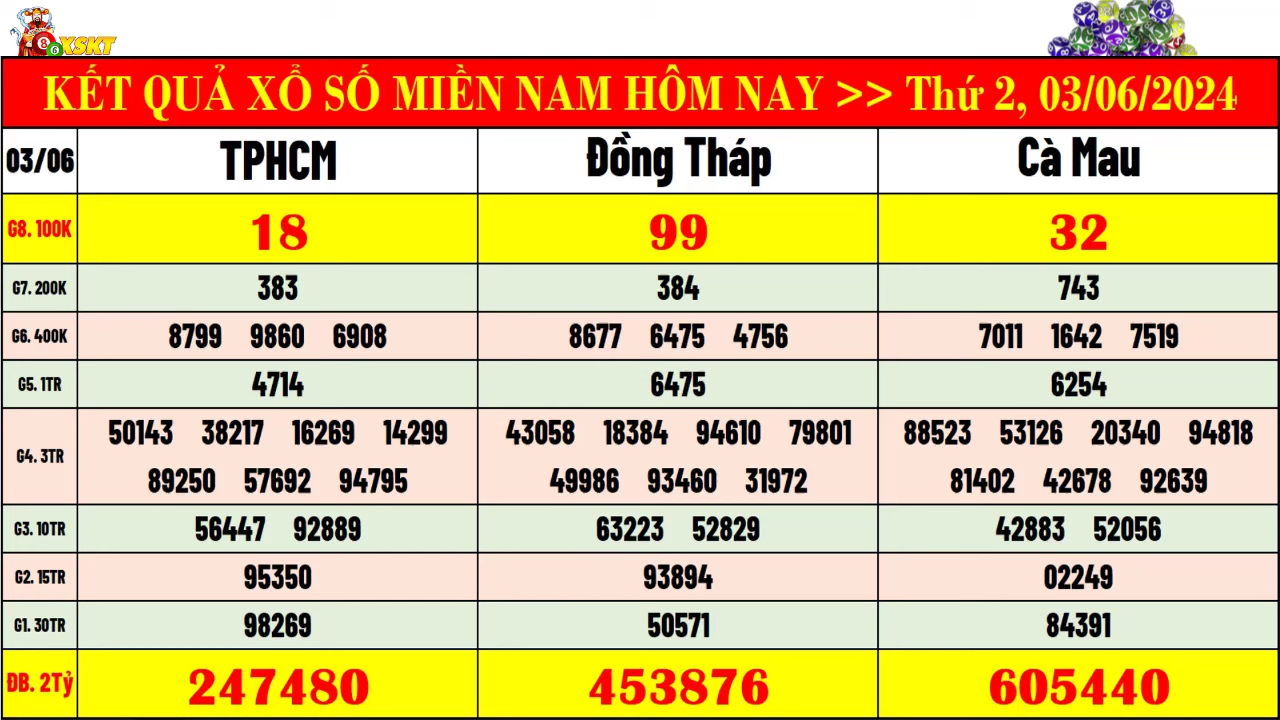 XSKT
KẾT QUẢ XỔ SỐ MIỀN NAM HÔM NAY >> Thứ 2, 03/06/2024
03/06 TPHCM Đồng Tháp Cà Mau
G8. 100K 18 99 32
G7. 200K 383 384 743
G6. 400K 8799 9860 6908 8677 6475 4756 7011 1642 7519
G5. 1TR 4714 6475 6254
G4. 3TR 50143 38217 16269 14299 43058 18384 94610 79801 88523 53126 20340 94818
89250 57692 94795 49986 93460 31972 81402 42678 92639
G3. 10TR 56447 92889 63223 52829 42883 52056
G2. 15TR 95350 93894 02249
G1. 30TR 98269 50571 84391
ĐB. 2Tỷ 247480 453876 605440